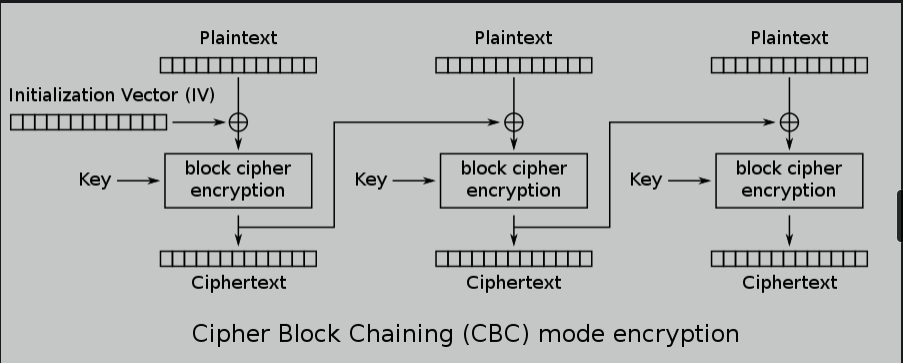 Plaintext
Plaintext
Plaintext
Initialization Vector (IV)
Key
block cipher
encryption
Key
block cipher
encryption
Key
block cipher
encryption
Ciphertext
Ciphertext
Ciphertext
Cipher Block Chaining (CBC) mode encryption